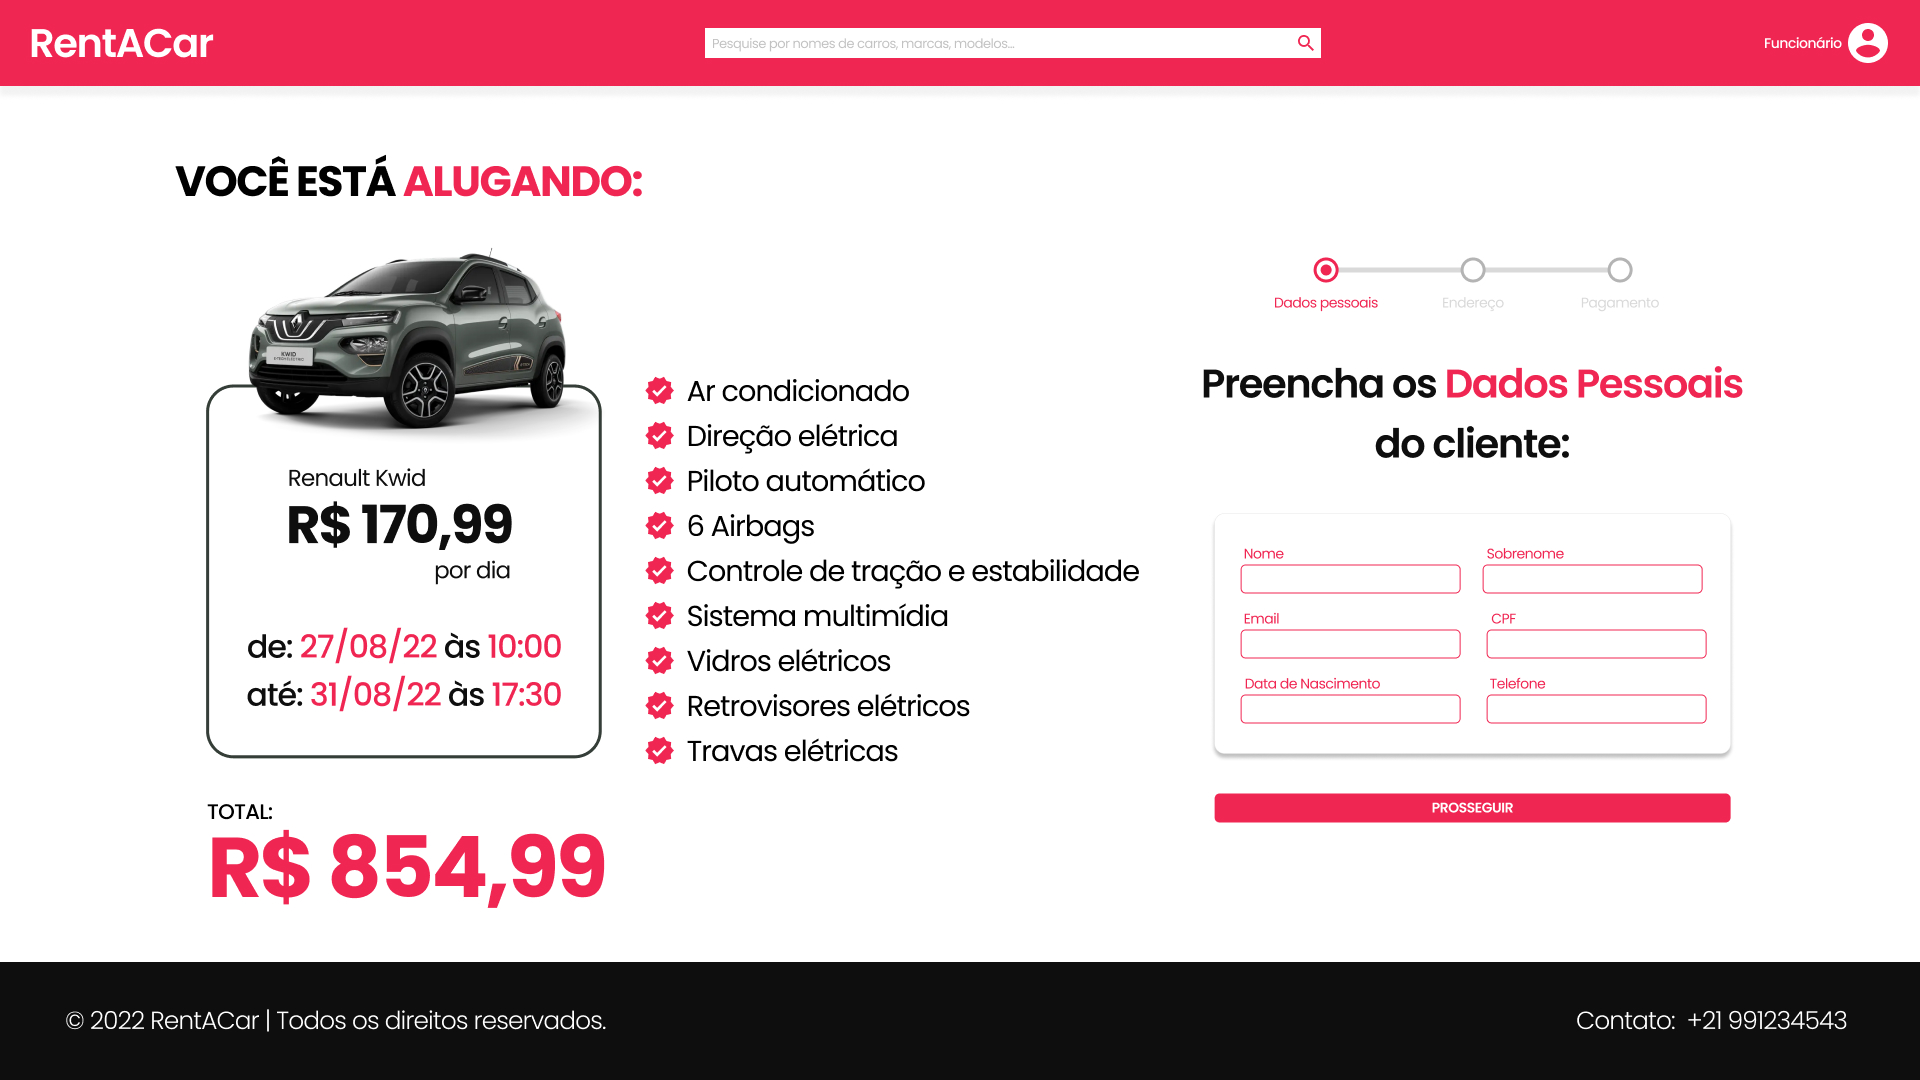 RentACar
Pesquise por nomes de carros, marcas, modelos...
Funcionário
VOCÊ ESTÁ ALUGANDO:
KWID
Renault Kwid
R$ 170,99
por dia
de: 27/08/22 às 10:00
até: 31/08/22 às 17:30
TOTAL:
R$ 854,99
Ar condicionado
Direção elétrica
Piloto automático
6 Airbags
Controle de tração e estabilidade
Sistema multimídia
Vidros elétricos
Retrovisores elétricos
Travas elétricas
Dados pessoais
Endereço
Pagamento
Preencha os Dados Pessoais
do cliente:
Nome
Sobrenome
Email
CPF
Data de Nascimento
Telefone
PROSSEGUIR
© 2022 RentACar | Todos os direitos reservados.
Contato: +21 991234543